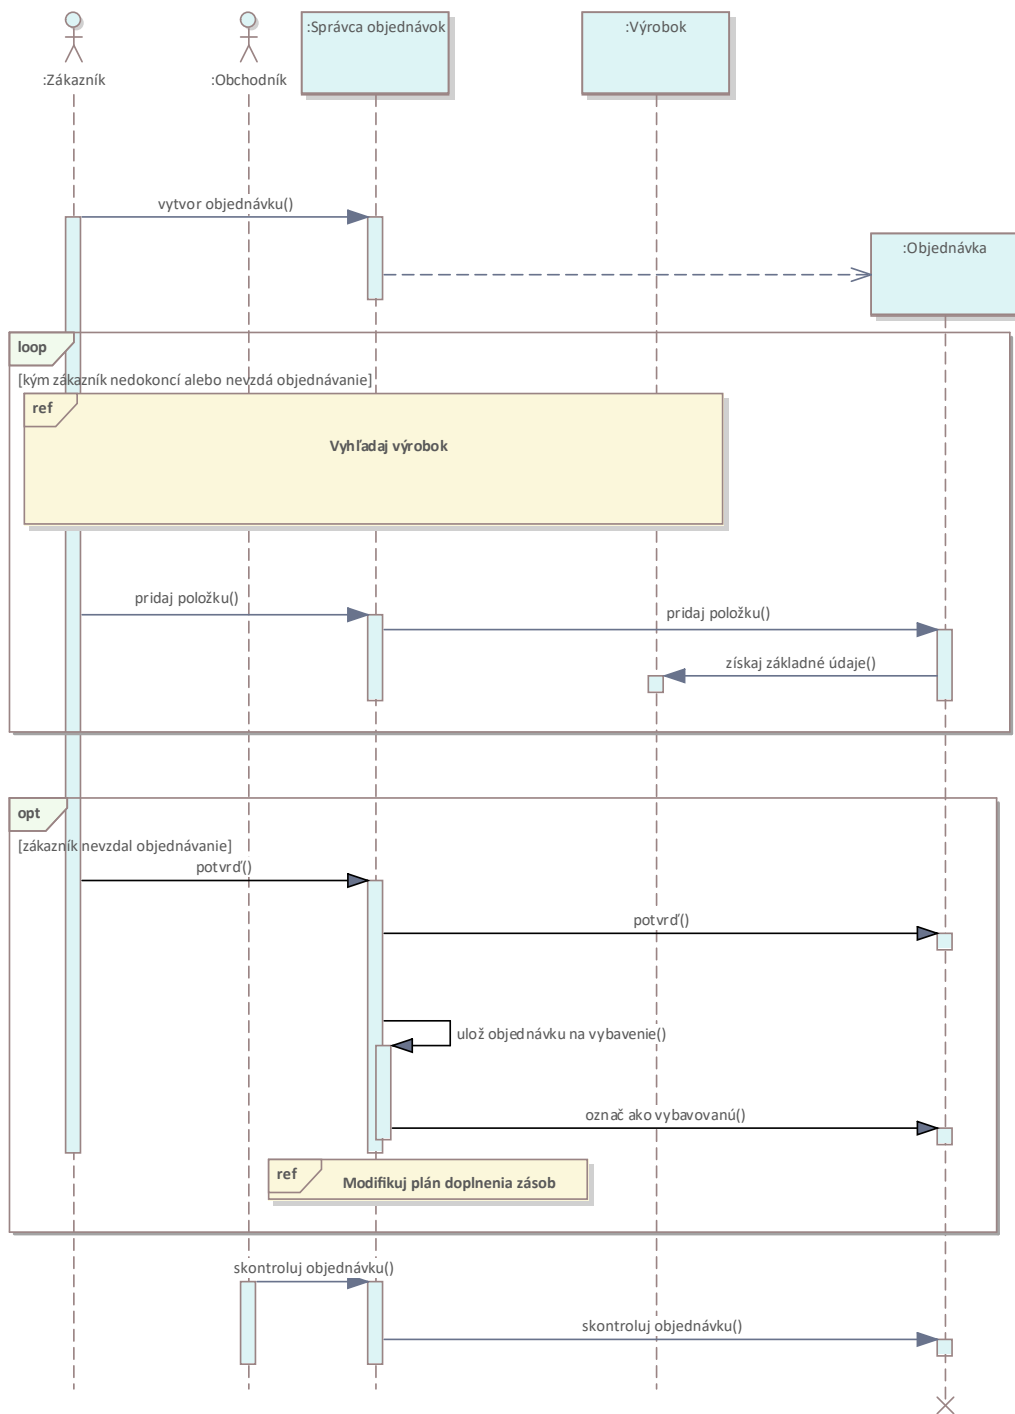 :Zákazník
:Obchodník
:Správca objednávok
:Výrobok
vytvor objednávku()
:Objednávka
loop
[kým zákazník nedokoncí alebo nevzdá objednávanie]
ref
Vyhľadaj výrobok
pridaj položku()
pridaj položku()
získaj základné údaje()
opt
[zákazník nevzdal objednávanie]
potvrď()
potvrď()
ulož objednávku na vybavenie()
označ ako vybavovanú()
ref
Modifikuj plán doplnenia zásob
skontroluj objednávku()
skontroluj objednávku()